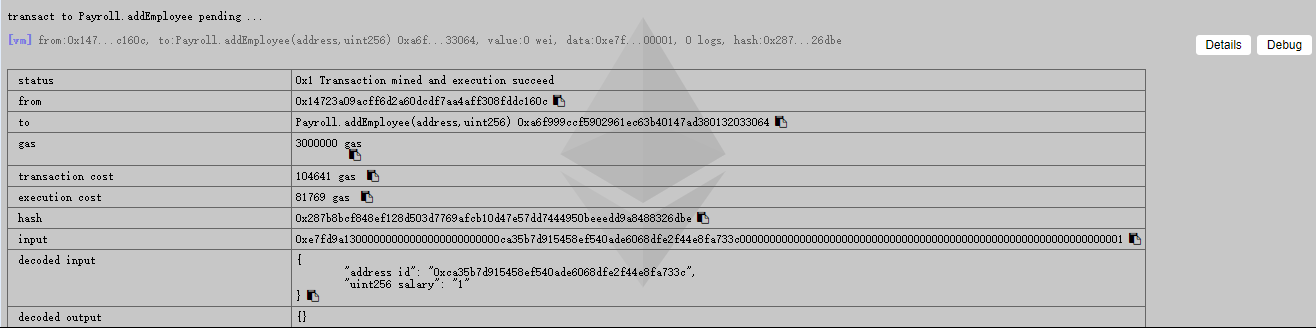 transact to Payroll.addEmployee pending ...
[vm] from:0x147...c160c, to:Payroll.addEmployee(address,uint256) 0xa6f...33064, value:0 wei, data:0xe7f...00001, 0 logs, hash:0x287...26dbe
Details Debug
status 0x1 Transaction mined and execution succeed
from 0x14723a09acff6d2a60dcdf7aa4aff308fddc160c
to Payroll.addEmployee(address,uint256) 0xa6f999ccf5902961ec63b40147ad380132033064
gas 3000000 gas
transaction cost 104641 gas
execution cost 81769 gas
hash 0x287b8bcf848ef128d503d7769afcb10d47e57dd7444950beeedd9a8488326dbe
input 0xe7fd9a13000000000000000000000000ca35b7d915458ef540ade6068dfe2f44e8fa733c0000000000000000000000000000000000000000000000000000000000000001
decoded input {
"address id": "0xca35b7d915458ef540ade6068dfe2f44e8fa733c",
"uint256 salary": "1"
}
decoded output {}